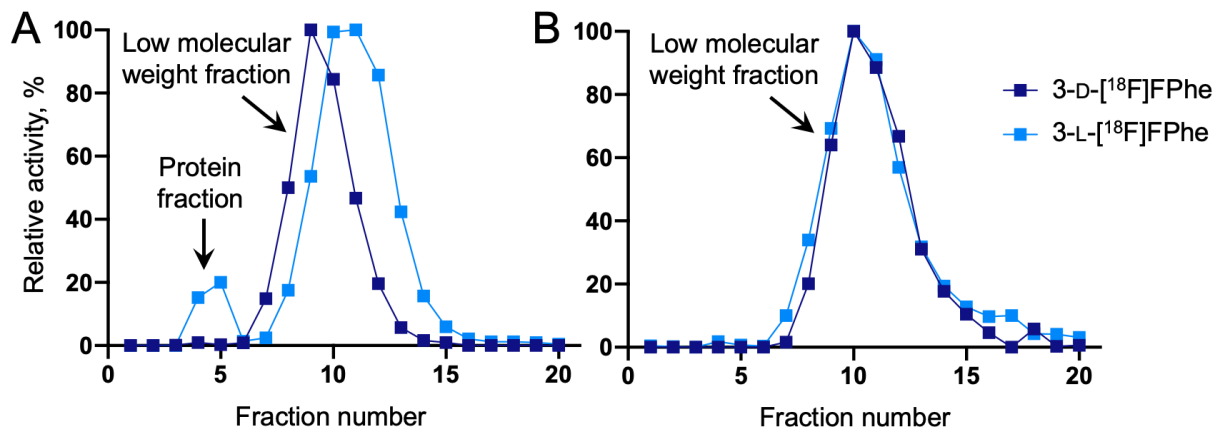 A
Low molecular
weight fraction
Protein
fraction
Relative activity, %
100
80
60
40
20
0
0
5
10
15
20
Fraction number
B
Low molecular
weight fraction
100
80
60
40
20
0
0
5
10
15
20
Fraction number
3-D-[¹⁸F]FPhe
3-L-[¹⁸F]FPhe